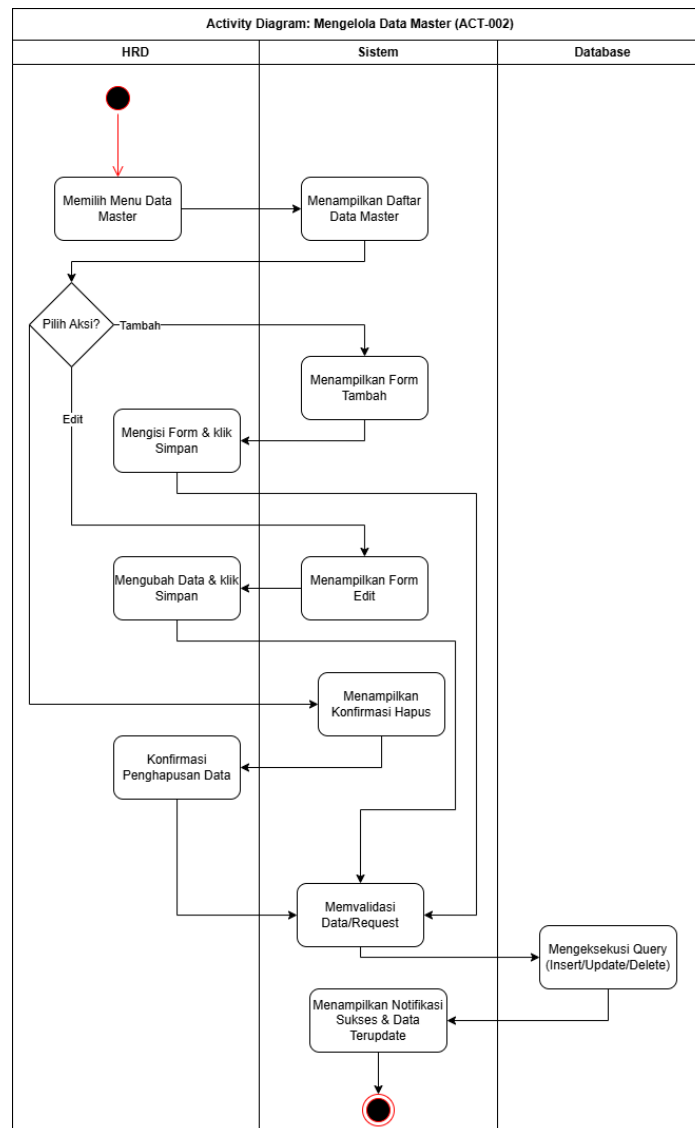 Activity Diagram: Mengelola Data Master (ACT-002)
HRD
Sistem
Database
Memilih Menu Data
Master
Menampilkan Daftar
Data Master
Pilih Aksi?
Tambah
Menampilkan Form
Tambah
Edit
Mengisi Form & klik
Simpan
Mengubah Data & klik
Simpan
Menampilkan Form
Edit
Menampilkan
Konfirmasi Hapus
Konfirmasi
Penghapusan Data
Memvalidasi
Data/Request
Mengeksekusi Query
(Insert/Update/Delete)
Menampilkan Notifikasi
Sukses & Data
Terupdate